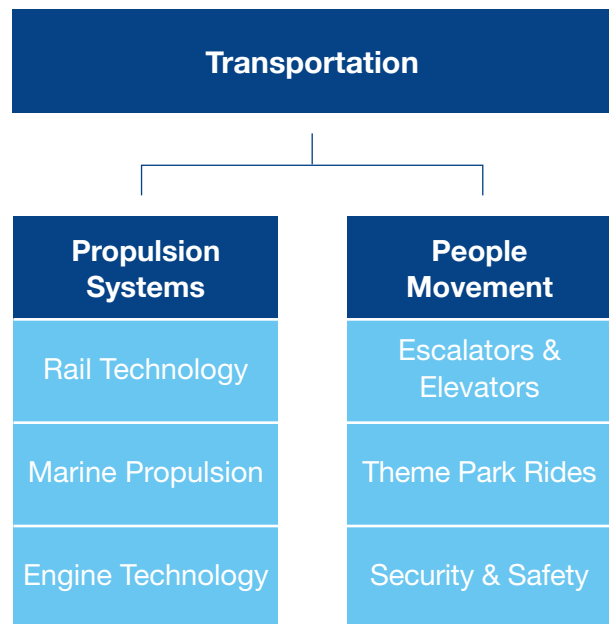 Transportation
Propulsion
Systems
Rail Technology
Marine Propulsion
Engine Technology
People
Movement
Escalators &
Elevators
Theme Park Rides
Security & Safety